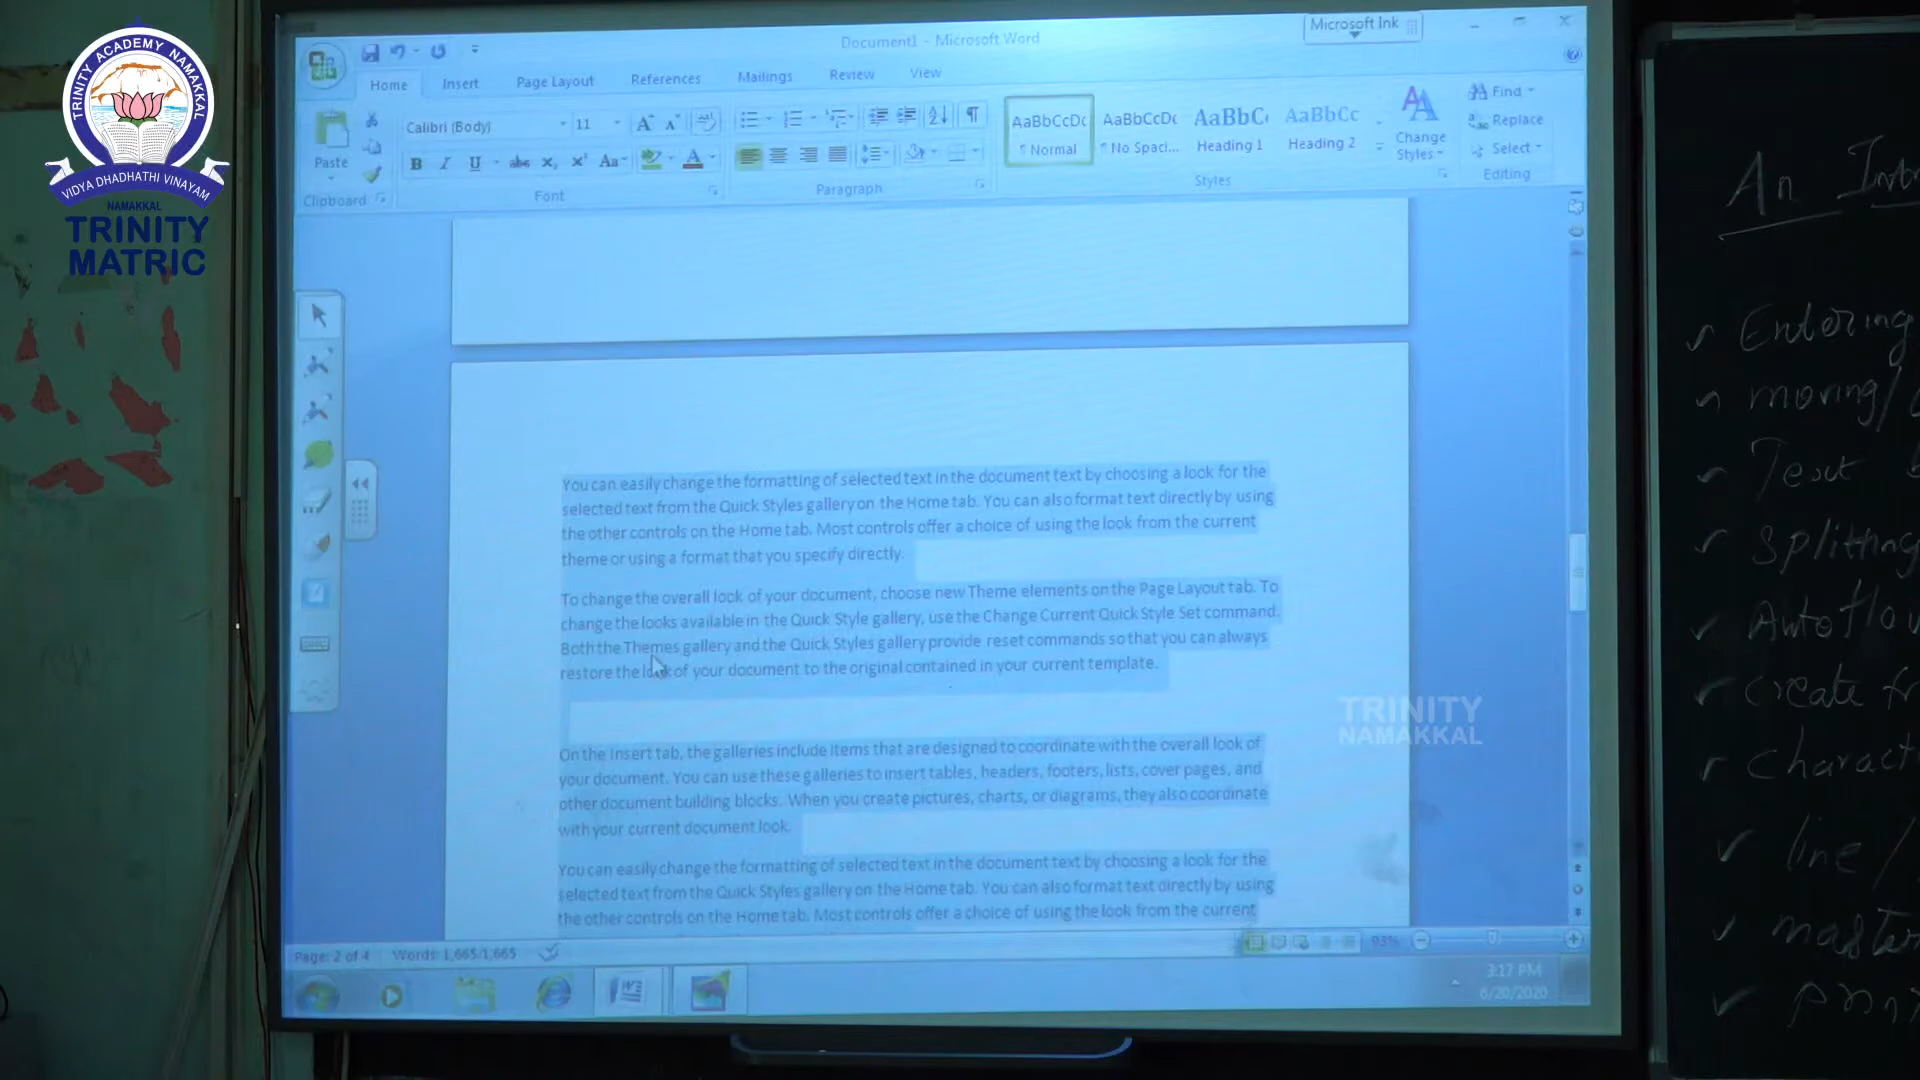 TRINITY ACADEMY NAMAKKAL
VIDYA DHADHATHI VINAYAM
NAMAKKAL
TRINITY
MATRIC
Document1 - Microsoft Word
Microsoft Ink
Home Insert Page Layout References Mailings Review View
Paste
Clipboard
Calibri (Body) 11
B I U abc x₂ x² Aa A
Font
Paragraph
AaBbCcDc AaBbCcDc AaBbC AaBbCc
Normal No Spaci... Heading 1 Heading 2
Styles
Change Styles
Find
Replace
Select
Editing
You can easily change the formatting of selected text in the document text by choosing a look for the
selected text from the Quick Styles gallery on the Home tab. You can also format text directly by using
the other controls on the Home tab. Most controls offer a choice of using the look from the current
theme or using a format that you specify directly.
To change the overall look of your document, choose new Theme elements on the Page Layout tab. To
change the looks available in the Quick Style gallery, use the Change Current Quick Style Set command.
Both the Themes gallery and the Quick Styles gallery provide reset commands so that you can always
restore the look of your document to the original contained in your current template.
On the Insert tab, the galleries include items that are designed to coordinate with the overall look of
your document. You can use these galleries to insert tables, headers, footers, lists, cover pages, and
other document building blocks. When you create pictures, charts, or diagrams, they also coordinate
with your current document look.
You can easily change the formatting of selected text in the document text by choosing a look for the
selected text from the Quick Styles gallery on the Home tab. You can also format text directly by using
the other controls on the Home tab. Most controls offer a choice of using the look from the current
TRINITY
NAMAKKAL
Page: 2 of 4 Words: 1,665/1,665
93%
3:17 PM
6/20/2020
An
Entering
moving/
Text
Splitting
Create
line/